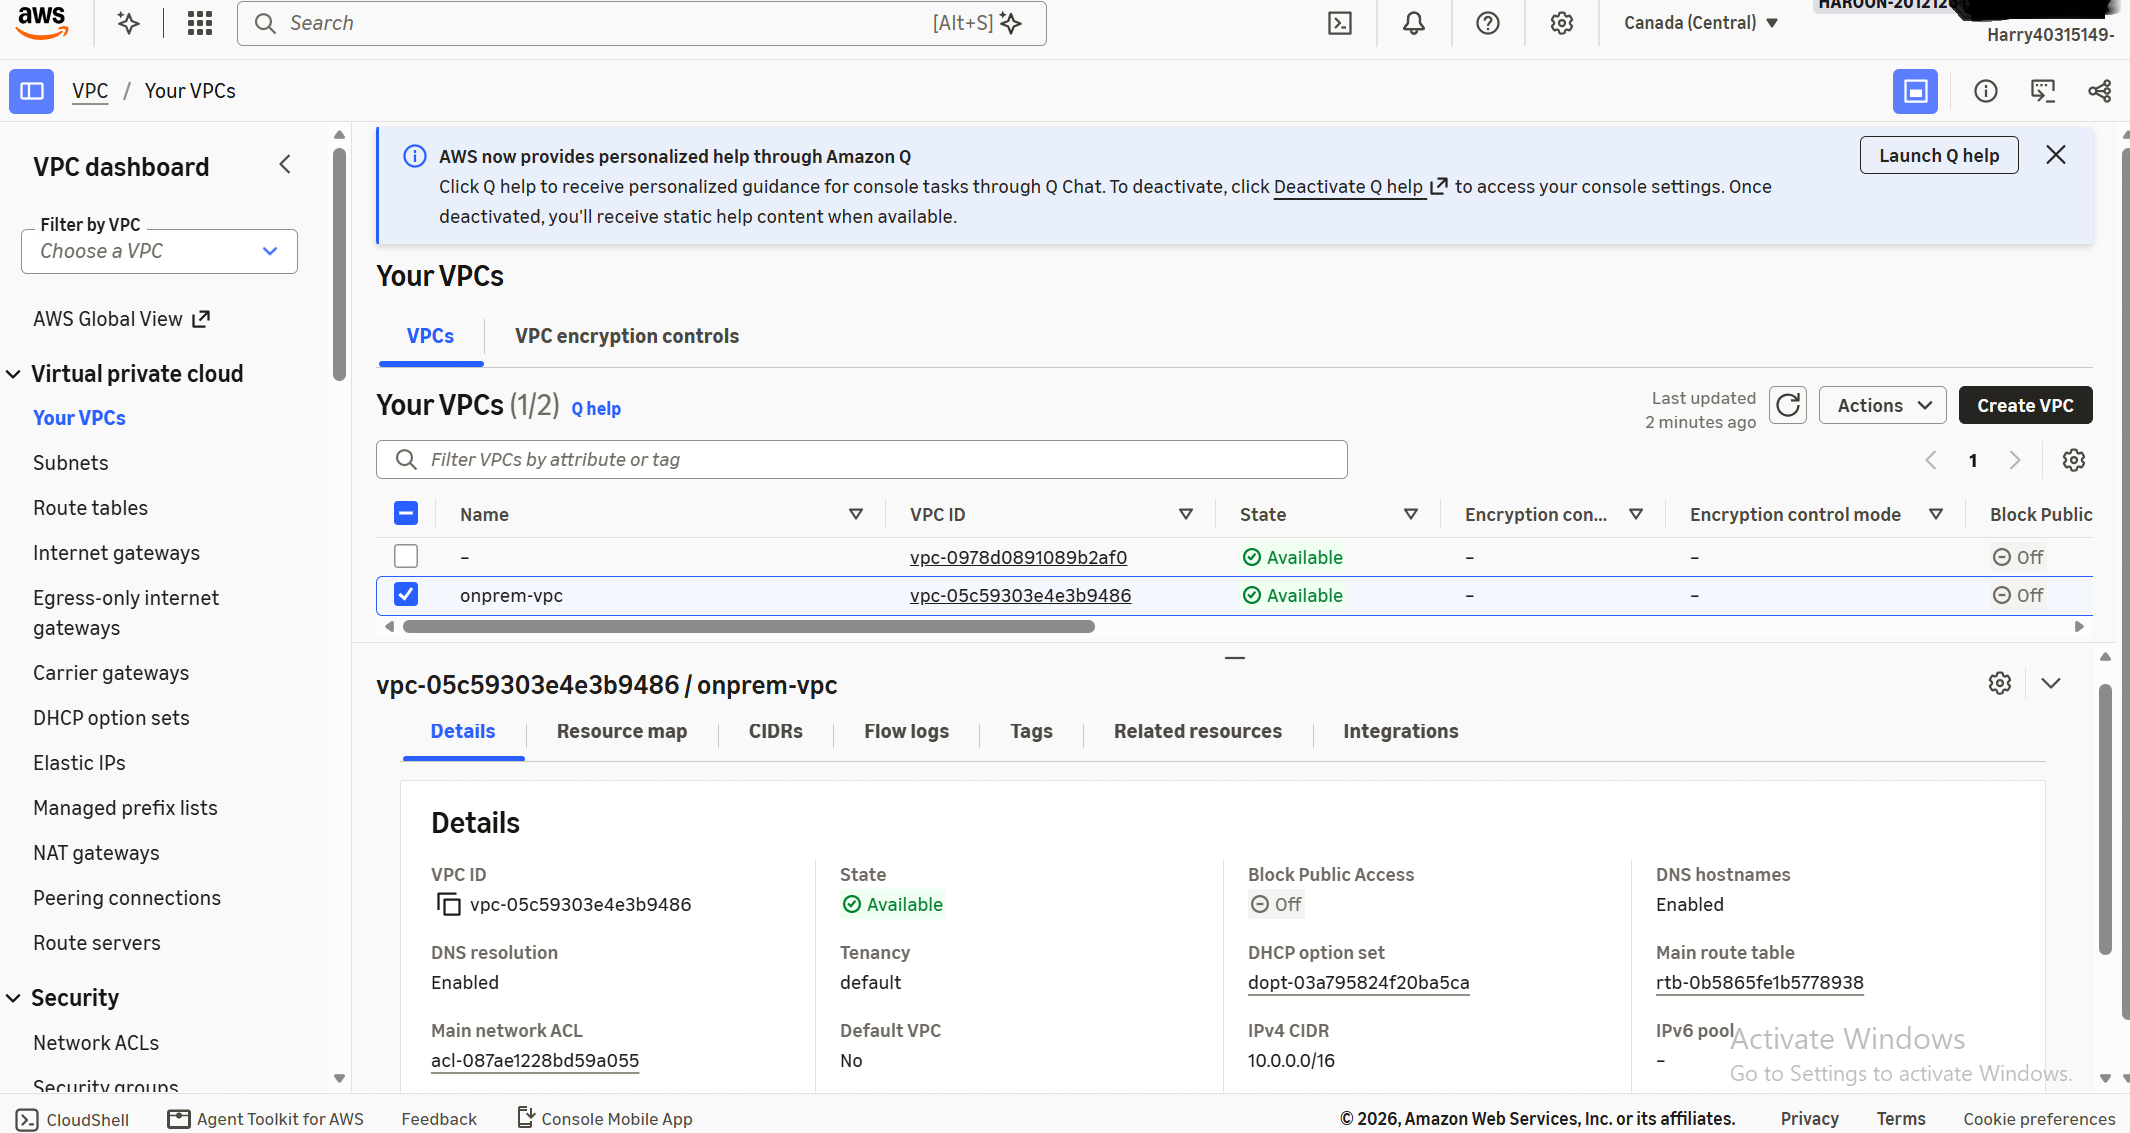 aws
Search [Alt+S]
Canada (Central)
Harry40315149-
VPC / Your VPCs
VPC dashboard
Filter by VPC
Choose a VPC
AWS Global View
Virtual private cloud
Your VPCs
Subnets
Route tables
Internet gateways
Egress-only internet
gateways
Carrier gateways
DHCP option sets
Elastic IPs
Managed prefix lists
NAT gateways
Peering connections
Route servers
Security
Network ACLs
Security groups
AWS now provides personalized help through Amazon Q
Launch Q help
Click Q help to receive personalized guidance for console tasks through Q Chat. To deactivate, click Deactivate Q help to access your console settings. Once
deactivated, you'll receive static help content when available.
Your VPCs
VPCs VPC encryption controls
Your VPCs (1/2) Q help
Last updated
2 minutes ago
Actions Create VPC
Filter VPCs by attribute or tag
1
Name VPC ID State Encryption con... Encryption control mode Block Public
– vpc-0978d0891089b2af0 Available – – Off
onprem-vpc vpc-05c59303e4e3b9486 Available – – Off
vpc-05c59303e4e3b9486 / onprem-vpc
Details Resource map CIDRs Flow logs Tags Related resources Integrations
Details
VPC ID State Block Public Access DNS hostnames
vpc-05c59303e4e3b9486 Available Off Enabled
DNS resolution Tenancy DHCP option set Main route table
Enabled default dopt-03a795824f20ba5ca rtb-0b5865fe1b5778938
Main network ACL Default VPC IPv4 CIDR IPv6 pool
acl-087ae1228bd59a055 No 10.0.0.0/16 –
Activate Windows
Go to Settings to activate Windows.
CloudShell Agent Toolkit for AWS Feedback Console Mobile App
© 2026, Amazon Web Services, Inc. or its affiliates. Privacy Terms Cookie preferences